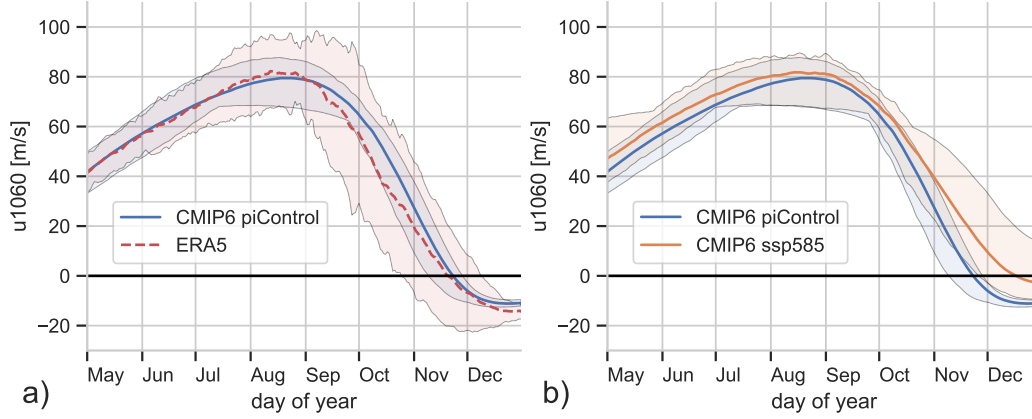 100
80
60
40
20
0
−20
u1060 [m/s]
CMIP6 piControl
ERA5
May Jun Jul Aug Sep Oct Nov Dec
day of year
a)
100
80
60
40
20
0
−20
u1060 [m/s]
CMIP6 piControl
CMIP6 ssp585
May Jun Jul Aug Sep Oct Nov Dec
day of year
b)